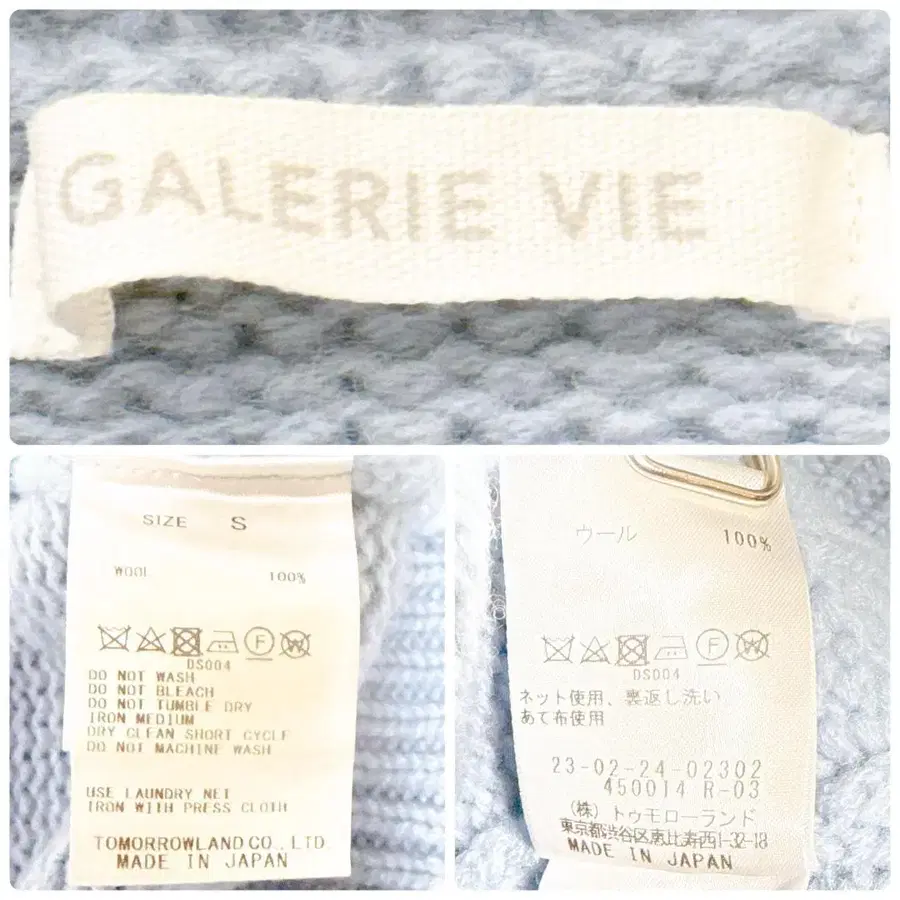 GALERIE VIE
SIZE S
WOOL 100%
DS004
DO NOT WASH
DO NOT BLEACH
DO NOT TUMBLE DRY
IRON MEDIUM
DRY CLEAN SHORT CYCLE
DO NOT MACHINE WASH
USE LAUNDRY NET
IRON WITH PRESS CLOTH
TOMORROWLAND CO., LTD.
MADE IN JAPAN
ウール 100%
F W
DS004
ネット使用、裏返し洗い
あて布使用
23-02-24-02302
450014 R-03
(株)トゥモローランド
東京都渋谷区恵比寿西1-32-18
MADE IN JAPAN